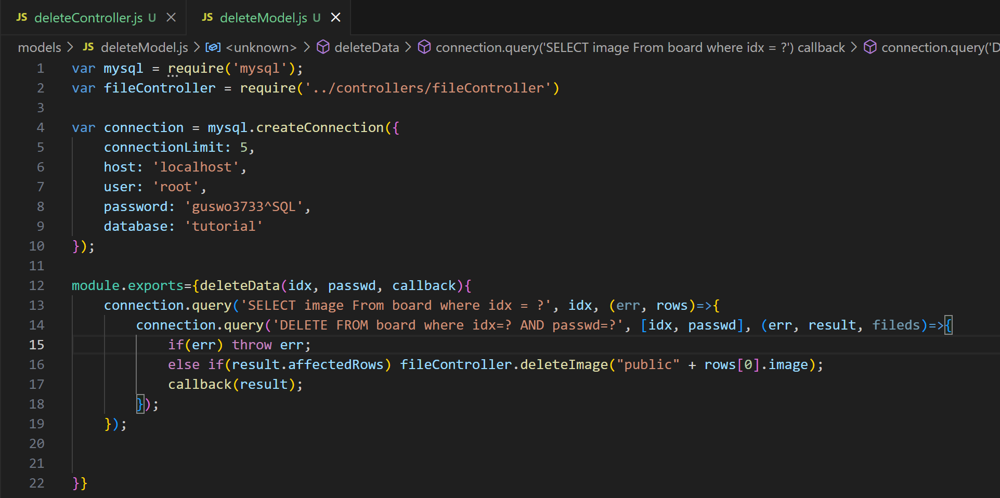 JS deleteController.js U × JS deleteModel.js U ×
models > JS deleteModel.js > <unknown> > deleteData > connection.query('SELECT image From board where idx = ?') callback > connection.query('D
1 var mysql = require('mysql');
2 var fileController = require('../controllers/fileController')
3
4 var connection = mysql.createConnection({
5 connectionLimit: 5,
6 host: 'localhost',
7 user: 'root',
8 password: 'guswo3733^SQL',
9 database: 'tutorial'
10 });
11
12 module.exports={deleteData(idx, passwd, callback){
13 connection.query('SELECT image From board where idx = ?', idx, (err, rows)=>{
14 connection.query('DELETE FROM board where idx=? AND passwd=?', [idx, passwd], (err, result, fileds)=>{
15 if(err) throw err;
16 else if(result.affectedRows) fileController.deleteImage("public" + rows[0].image);
17 callback(result);
18 });
19 });
20
21
22 }}